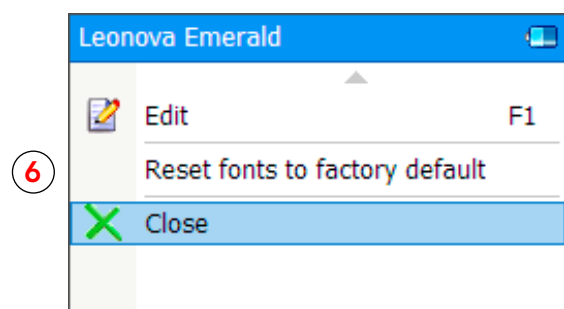 Leonova Emerald
Edit F1
6 Reset fonts to factory default
Close